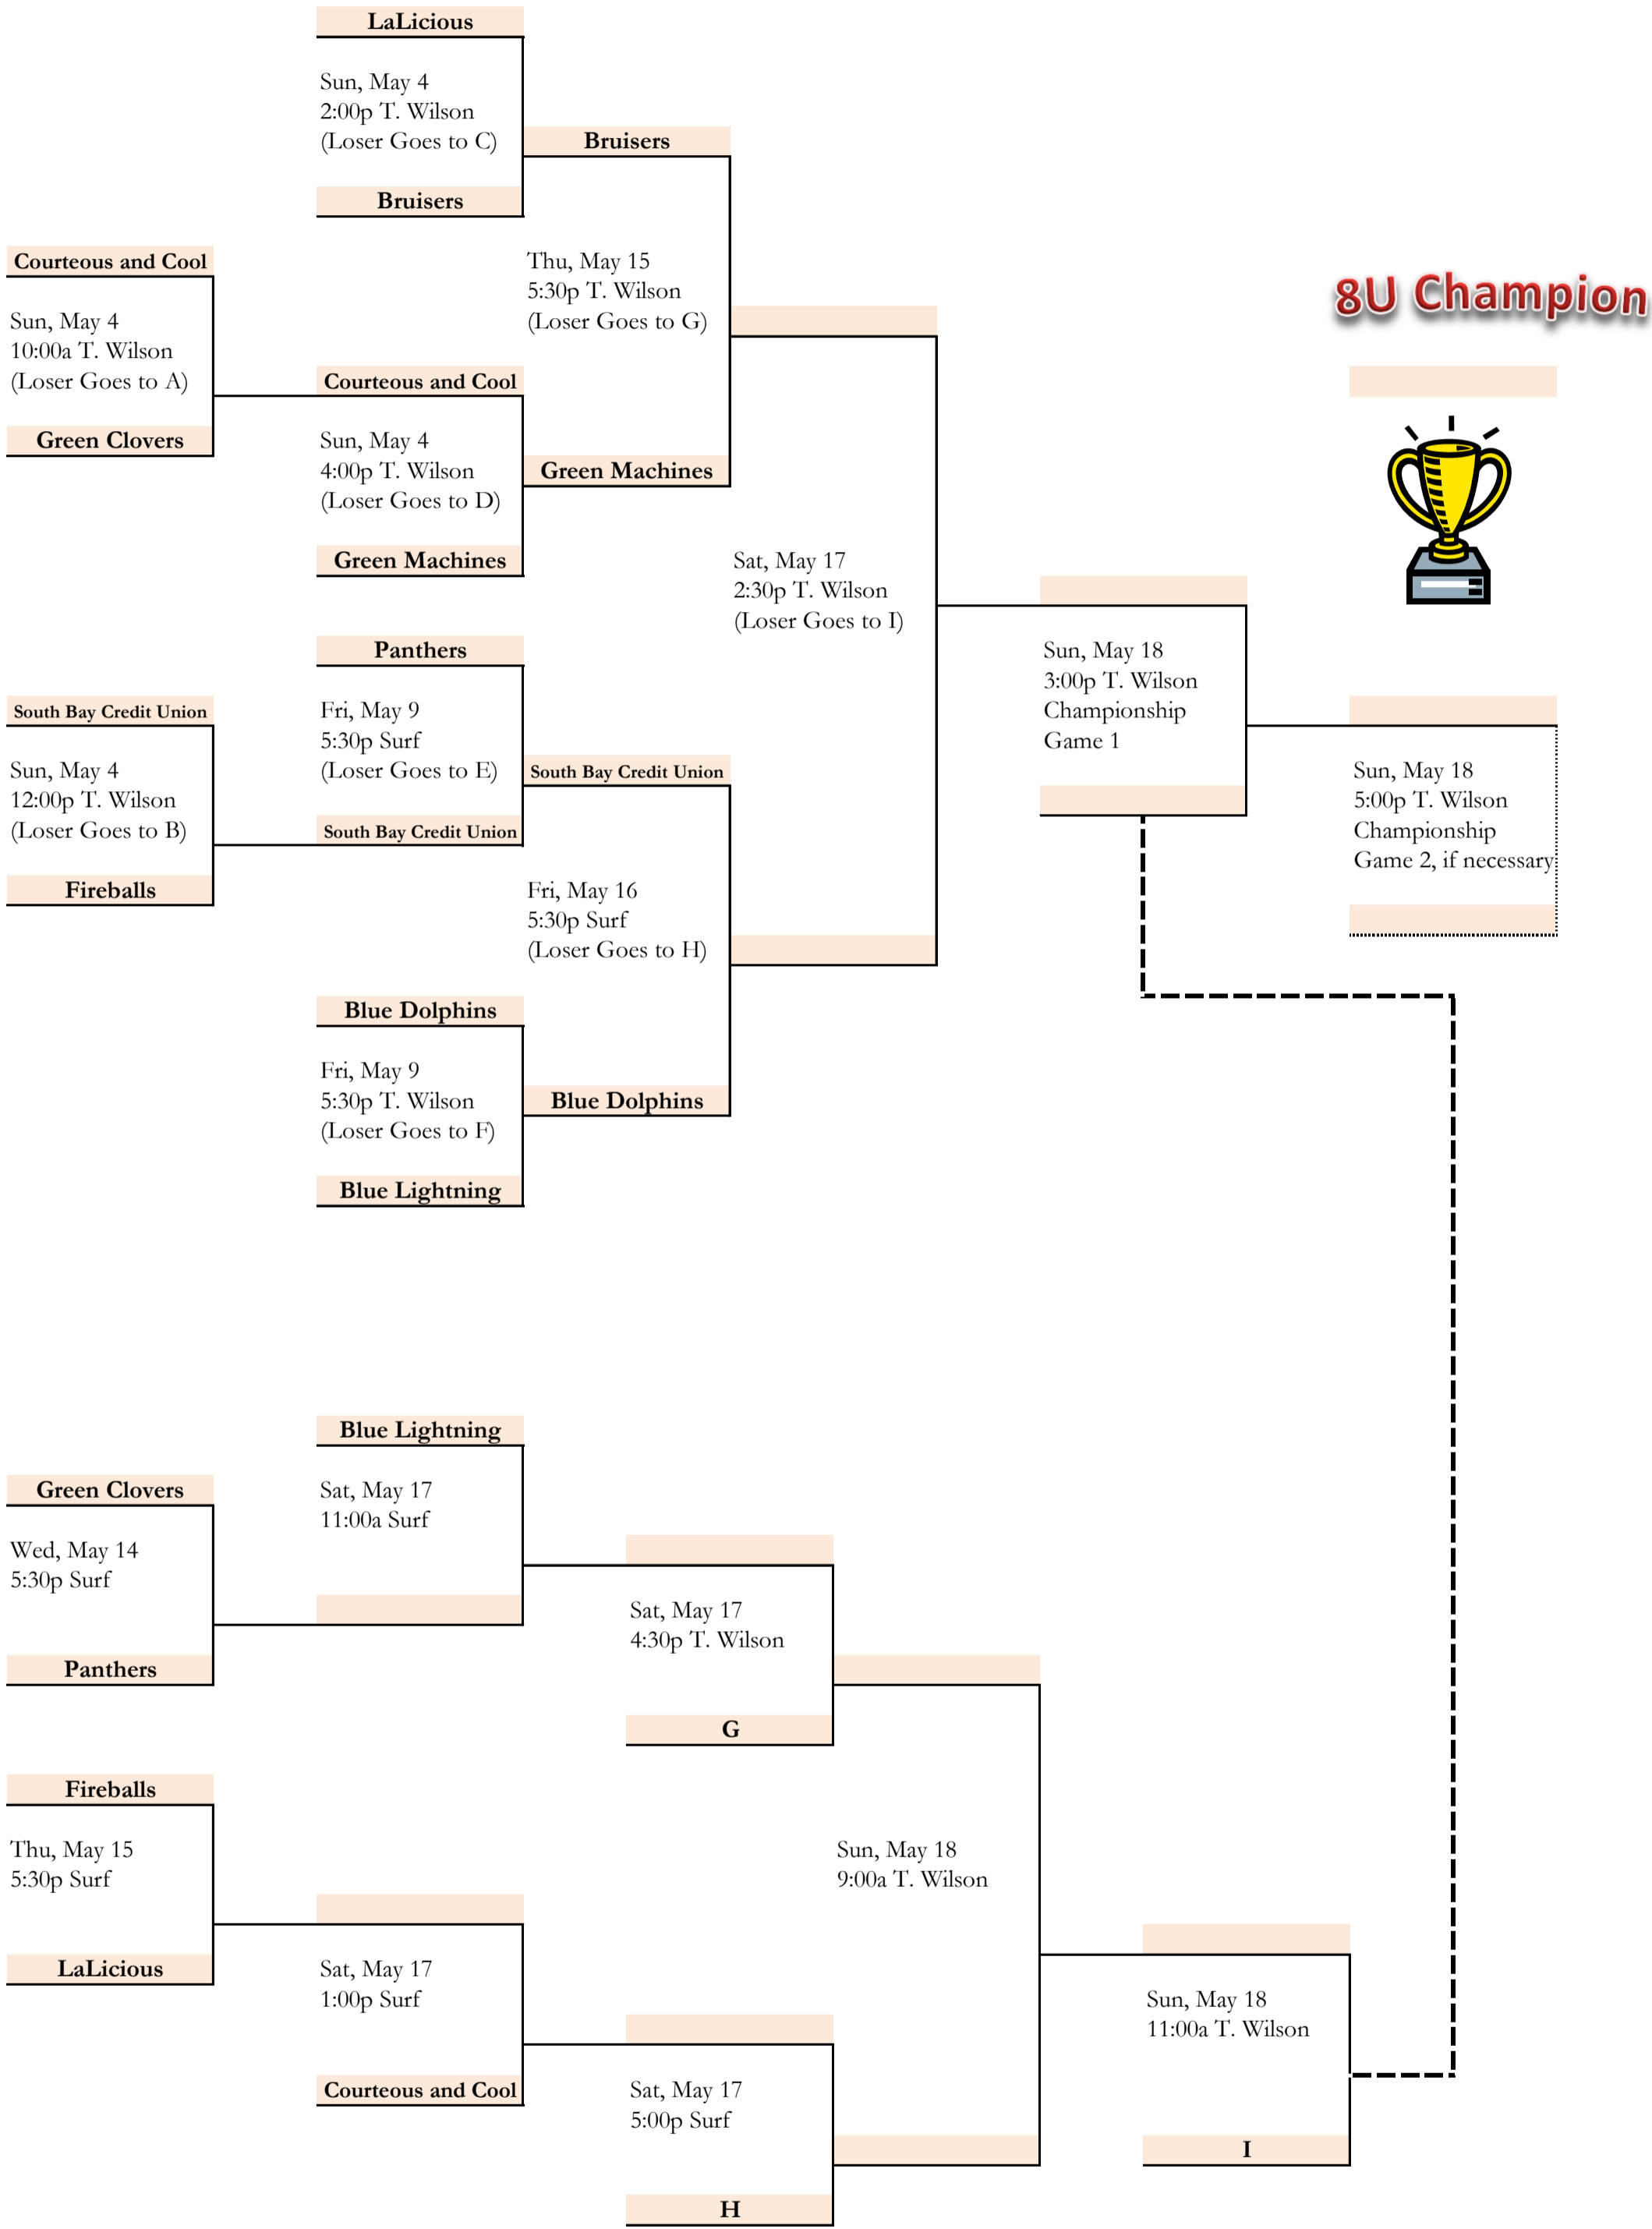 LaLicious
Sun, May 4
2:00p T. Wilson
(Loser Goes to C)
Bruisers
Bruisers
Courteous and Cool
Sun, May 4
10:00a T. Wilson
(Loser Goes to A)
Green Clovers
Thu, May 15
5:30p T. Wilson
(Loser Goes to G)
8U Champion
Courteous and Cool
Sun, May 4
4:00p T. Wilson
(Loser Goes to D)
Green Machines
Green Machines
Sat, May 17
2:30p T. Wilson
(Loser Goes to I)
Panthers
Fri, May 9
5:30p Surf
(Loser Goes to E)
South Bay Credit Union
South Bay Credit Union
Sun, May 4
12:00p T. Wilson
(Loser Goes to B)
Fireballs
South Bay Credit Union
Sun, May 18
3:00p T. Wilson
Championship
Game 1
Sun, May 18
5:00p T. Wilson
Championship
Game 2, if necessary
Fri, May 16
5:30p Surf
(Loser Goes to H)
Blue Dolphins
Fri, May 9
5:30p T. Wilson
(Loser Goes to F)
Blue Lightning
Blue Dolphins
Blue Lightning
Sat, May 17
11:00a Surf
Green Clovers
Wed, May 14
5:30p Surf
Panthers
Sat, May 17
4:30p T. Wilson
G
Fireballs
Thu, May 15
5:30p Surf
LaLicious
Sun, May 18
9:00a T. Wilson
Sat, May 17
1:00p Surf
Courteous and Cool
Sun, May 18
11:00a T. Wilson
I
Sat, May 17
5:00p Surf
H